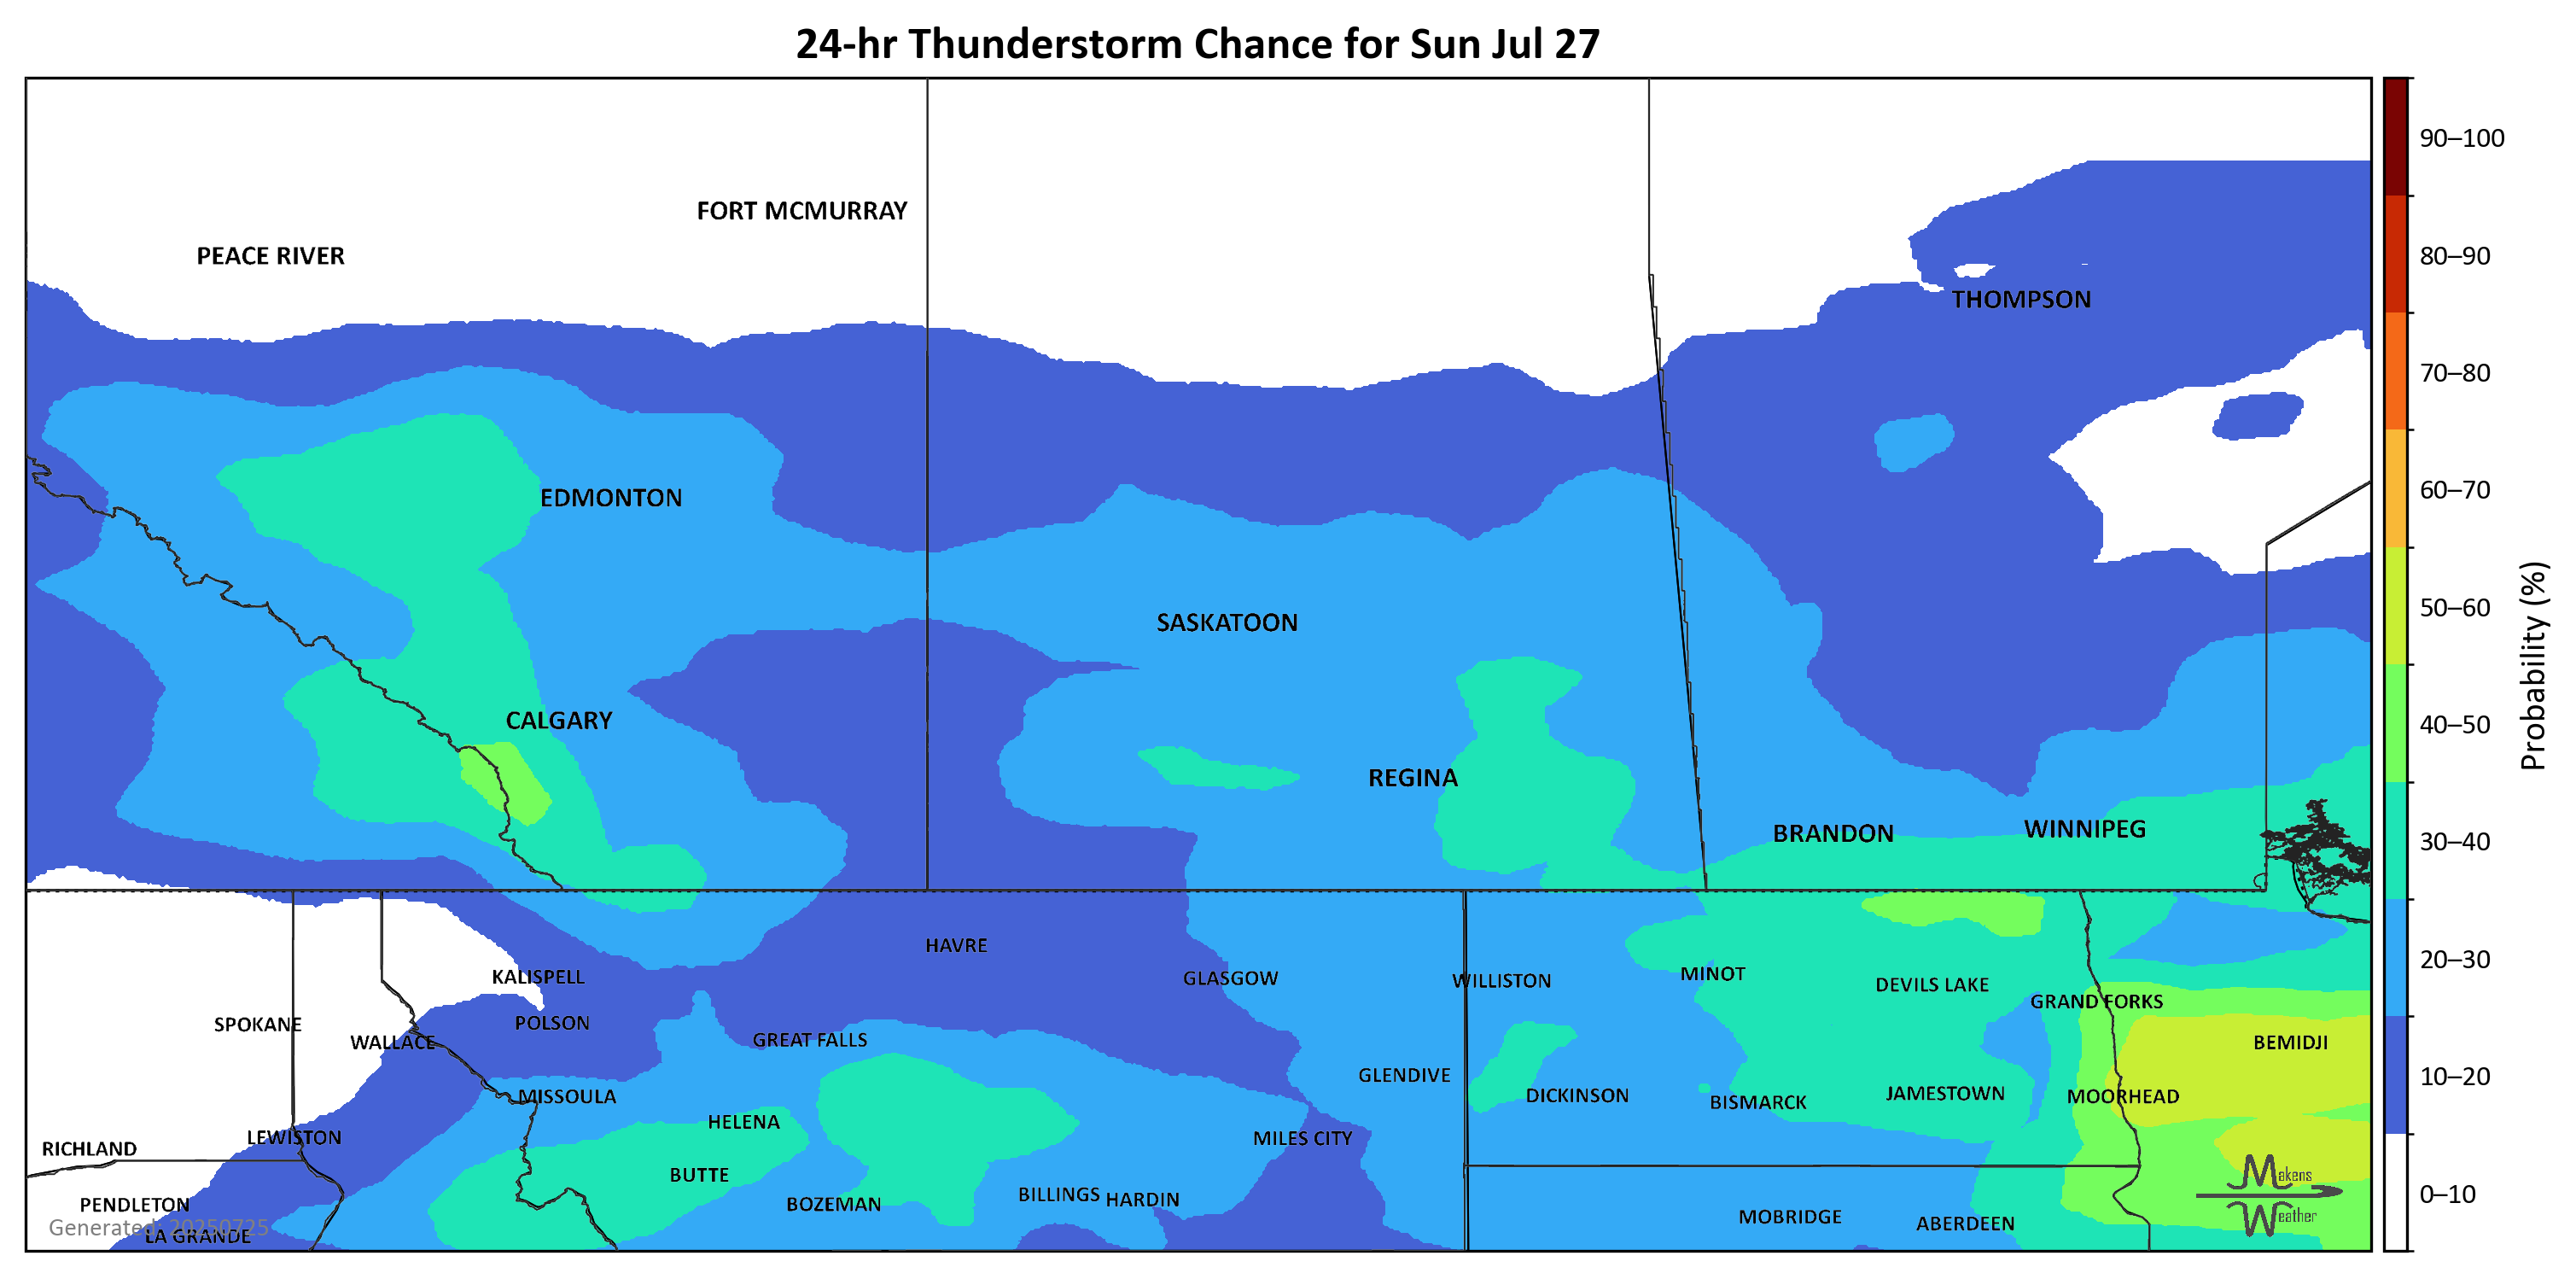 24-hr Thunderstorm Chance for Sun Jul 27
90–100
FORT MCMURRAY
PEACE RIVER
80–90
THOMPSON
70–80
60–70
EDMONTON
50–60
SASKATOON
Probability (%)
CALGARY
40–50
REGINA
BRANDON
WINNIPEG
30–40
HAVRE
20–30
KALISPELL
GLASGOW
WILLISTON
MINOT
DEVILS LAKE
GRAND FORKS
SPOKANE
POLSON
WALLACE
GREAT FALLS
BEMIDJI
GLENDIVE
10–20
MISSOULA
DICKINSON
BISMARCK
JAMESTOWN
MOORHEAD
HELENA
LEWISTON
MILES CITY
RICHLAND
BUTTE
Makens
0–10
PENDLETON
BOZEMAN
BILLINGS
HARDIN
Weather
MOBRIDGE
ABERDEEN
Generated: 20250725
LA GRANDE